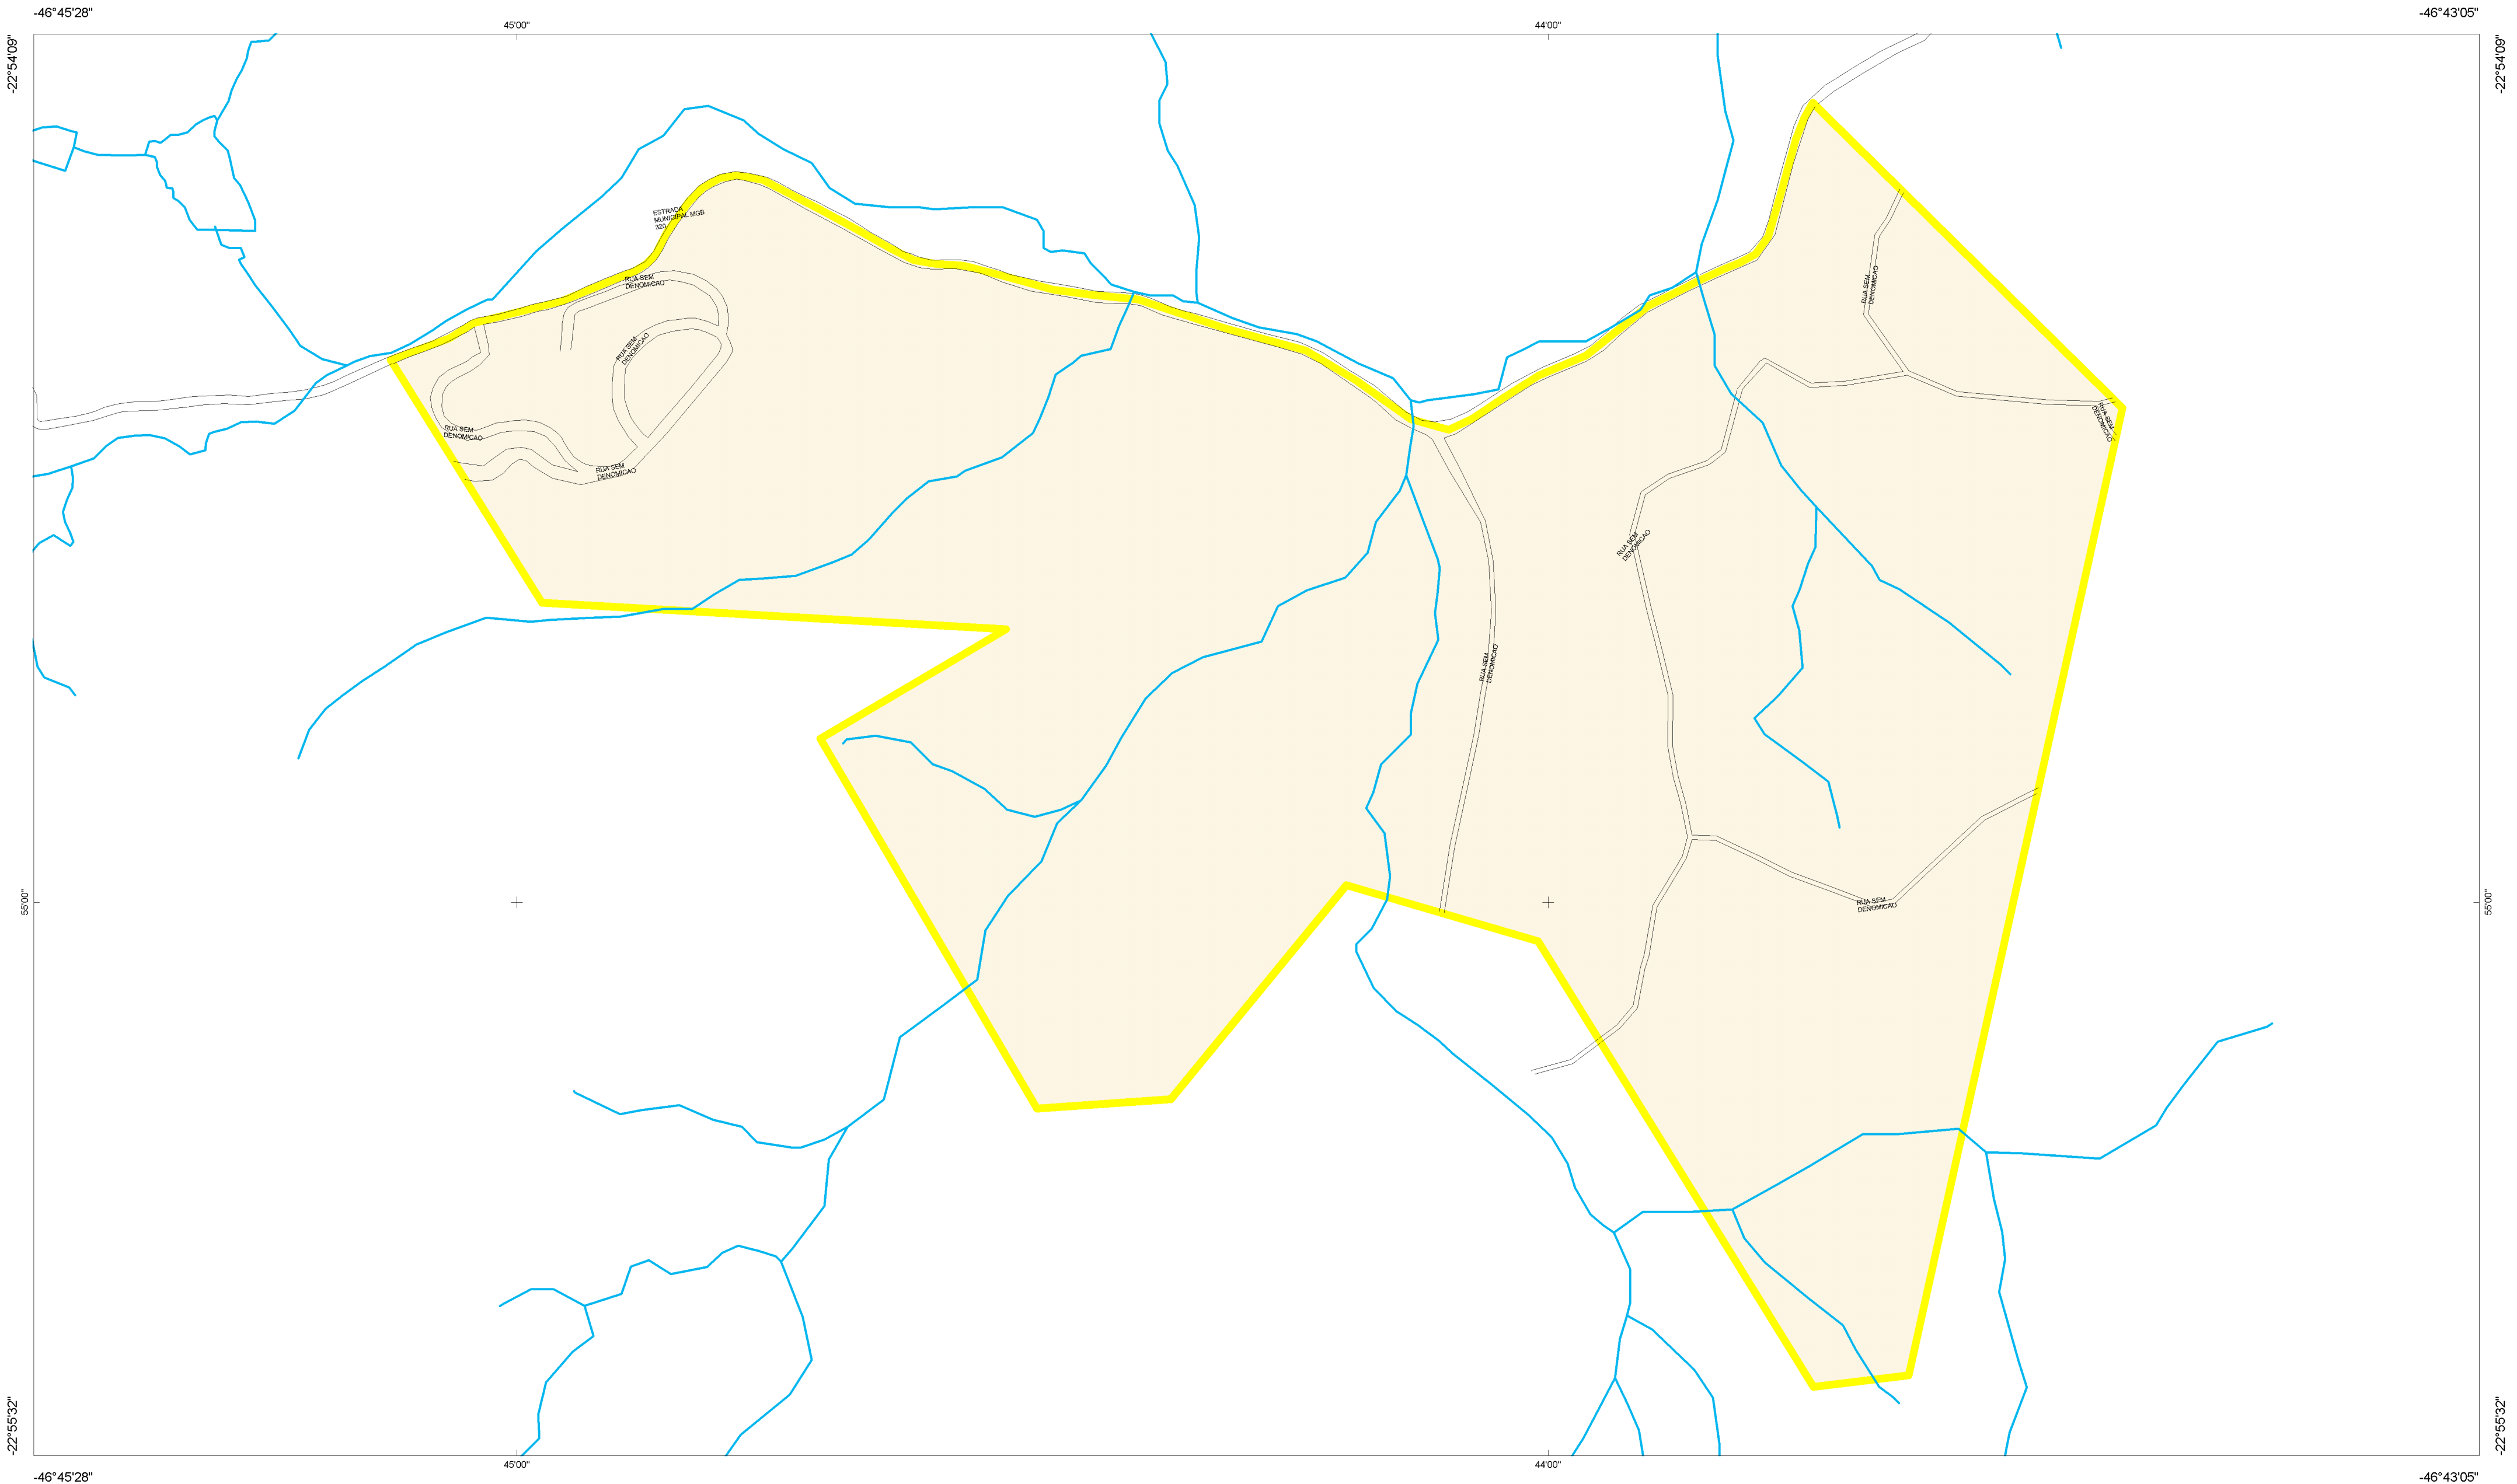 -46°45'28"
-46°43'05"
45'00"
44'00"
-22°54'09"
-22°54'09"
ESTRADA
MUNICIPAL MGB
320
RUA SEM
DENOMICAO
RUA SEM
DENOMICAO
RUA SEM
DENOMICAO
RUA SEM
DENOMICAO
RUA SEM
DENOMICAO
RUA SEM
DENOMICAO
RUA SEM
DENOMICAO
RUA SEM
DENOMICAO
RUA SEM
DENOMICAO
55'00"
55'00"
-22°55'32"
-22°55'32"
45'00"
44'00"
-46°45'28"
-46°43'05"